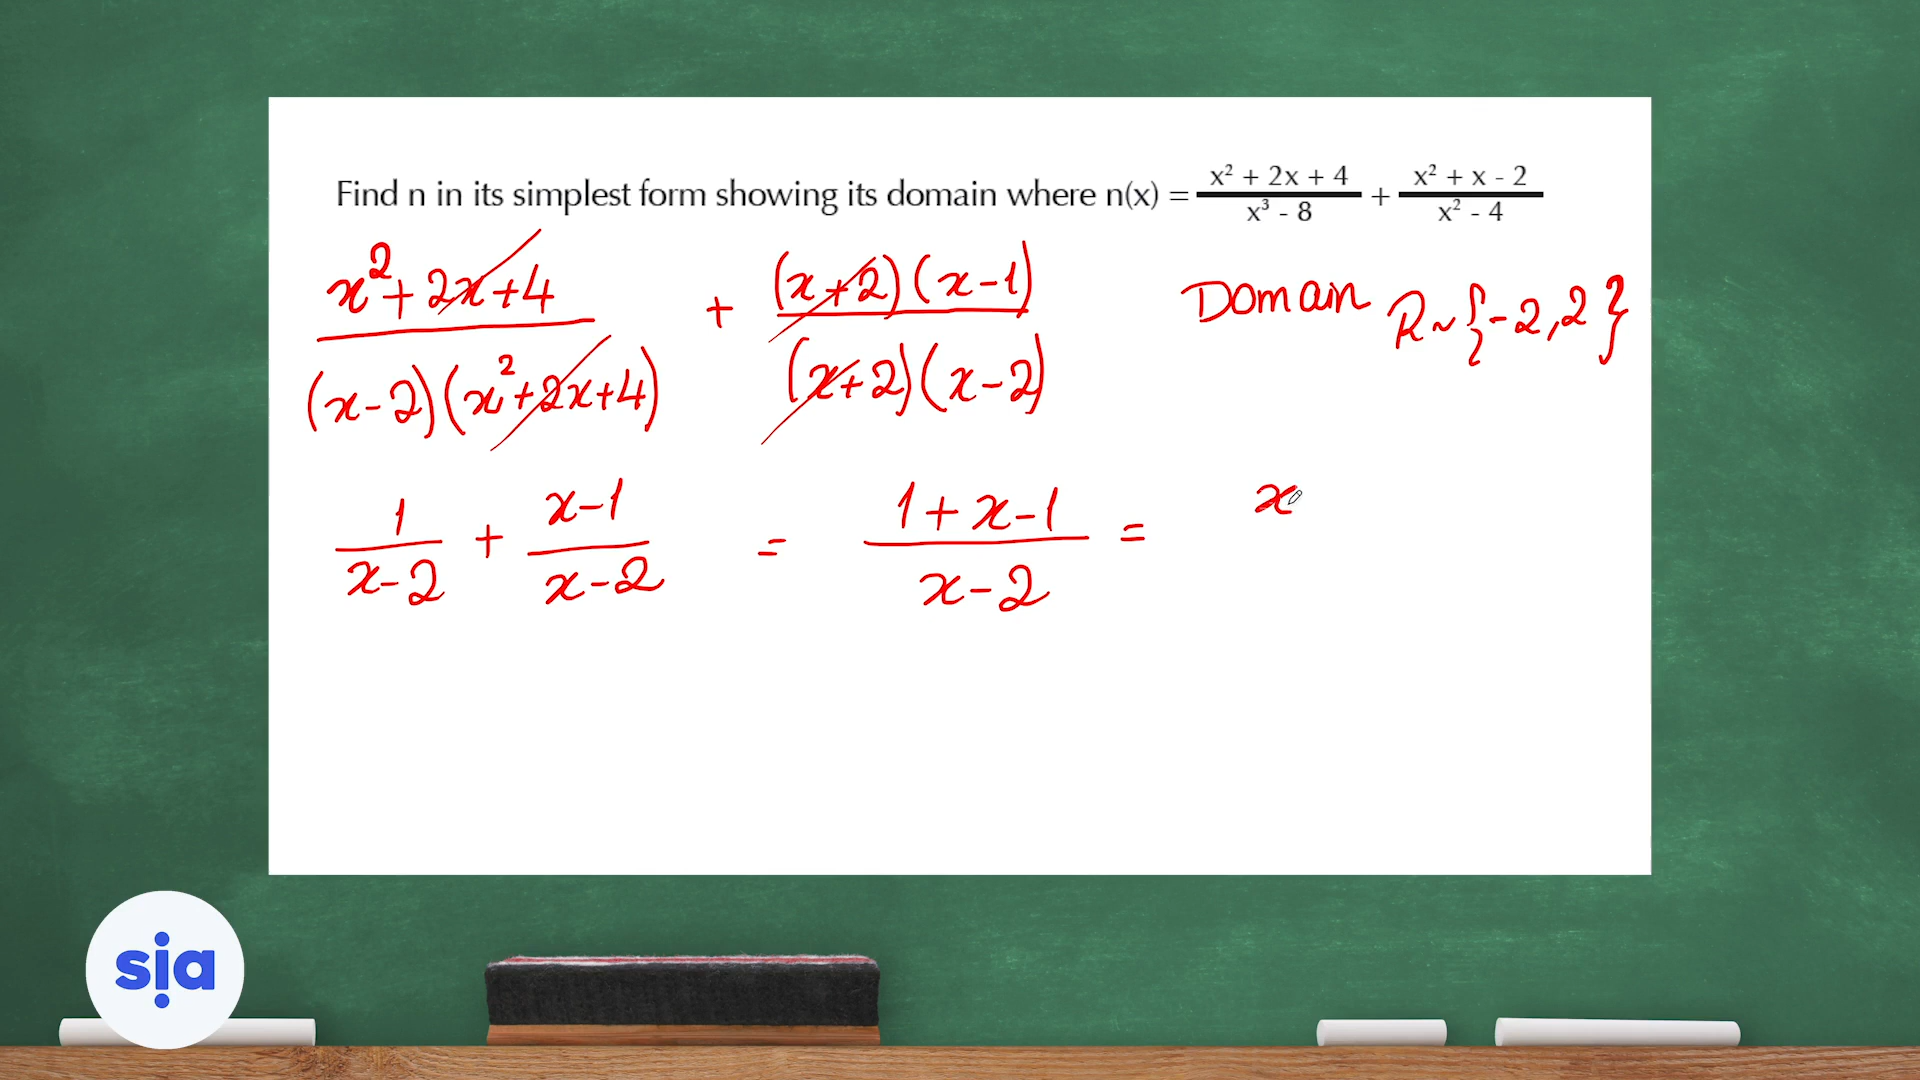 Find n in its simplest form showing its domain where n(x) = (x² + 2x + 4)/(x³ - 8) + (x² + x - 2)/(x² - 4)
x²+2x+4 / (x-2)(x²+2x+4) + (x+2)(x-1) / (x+2)(x-2)
Domain R~{-2,2}
1/(x-2) + (x-1)/(x-2) = (1+x-1)/(x-2) = x
sia